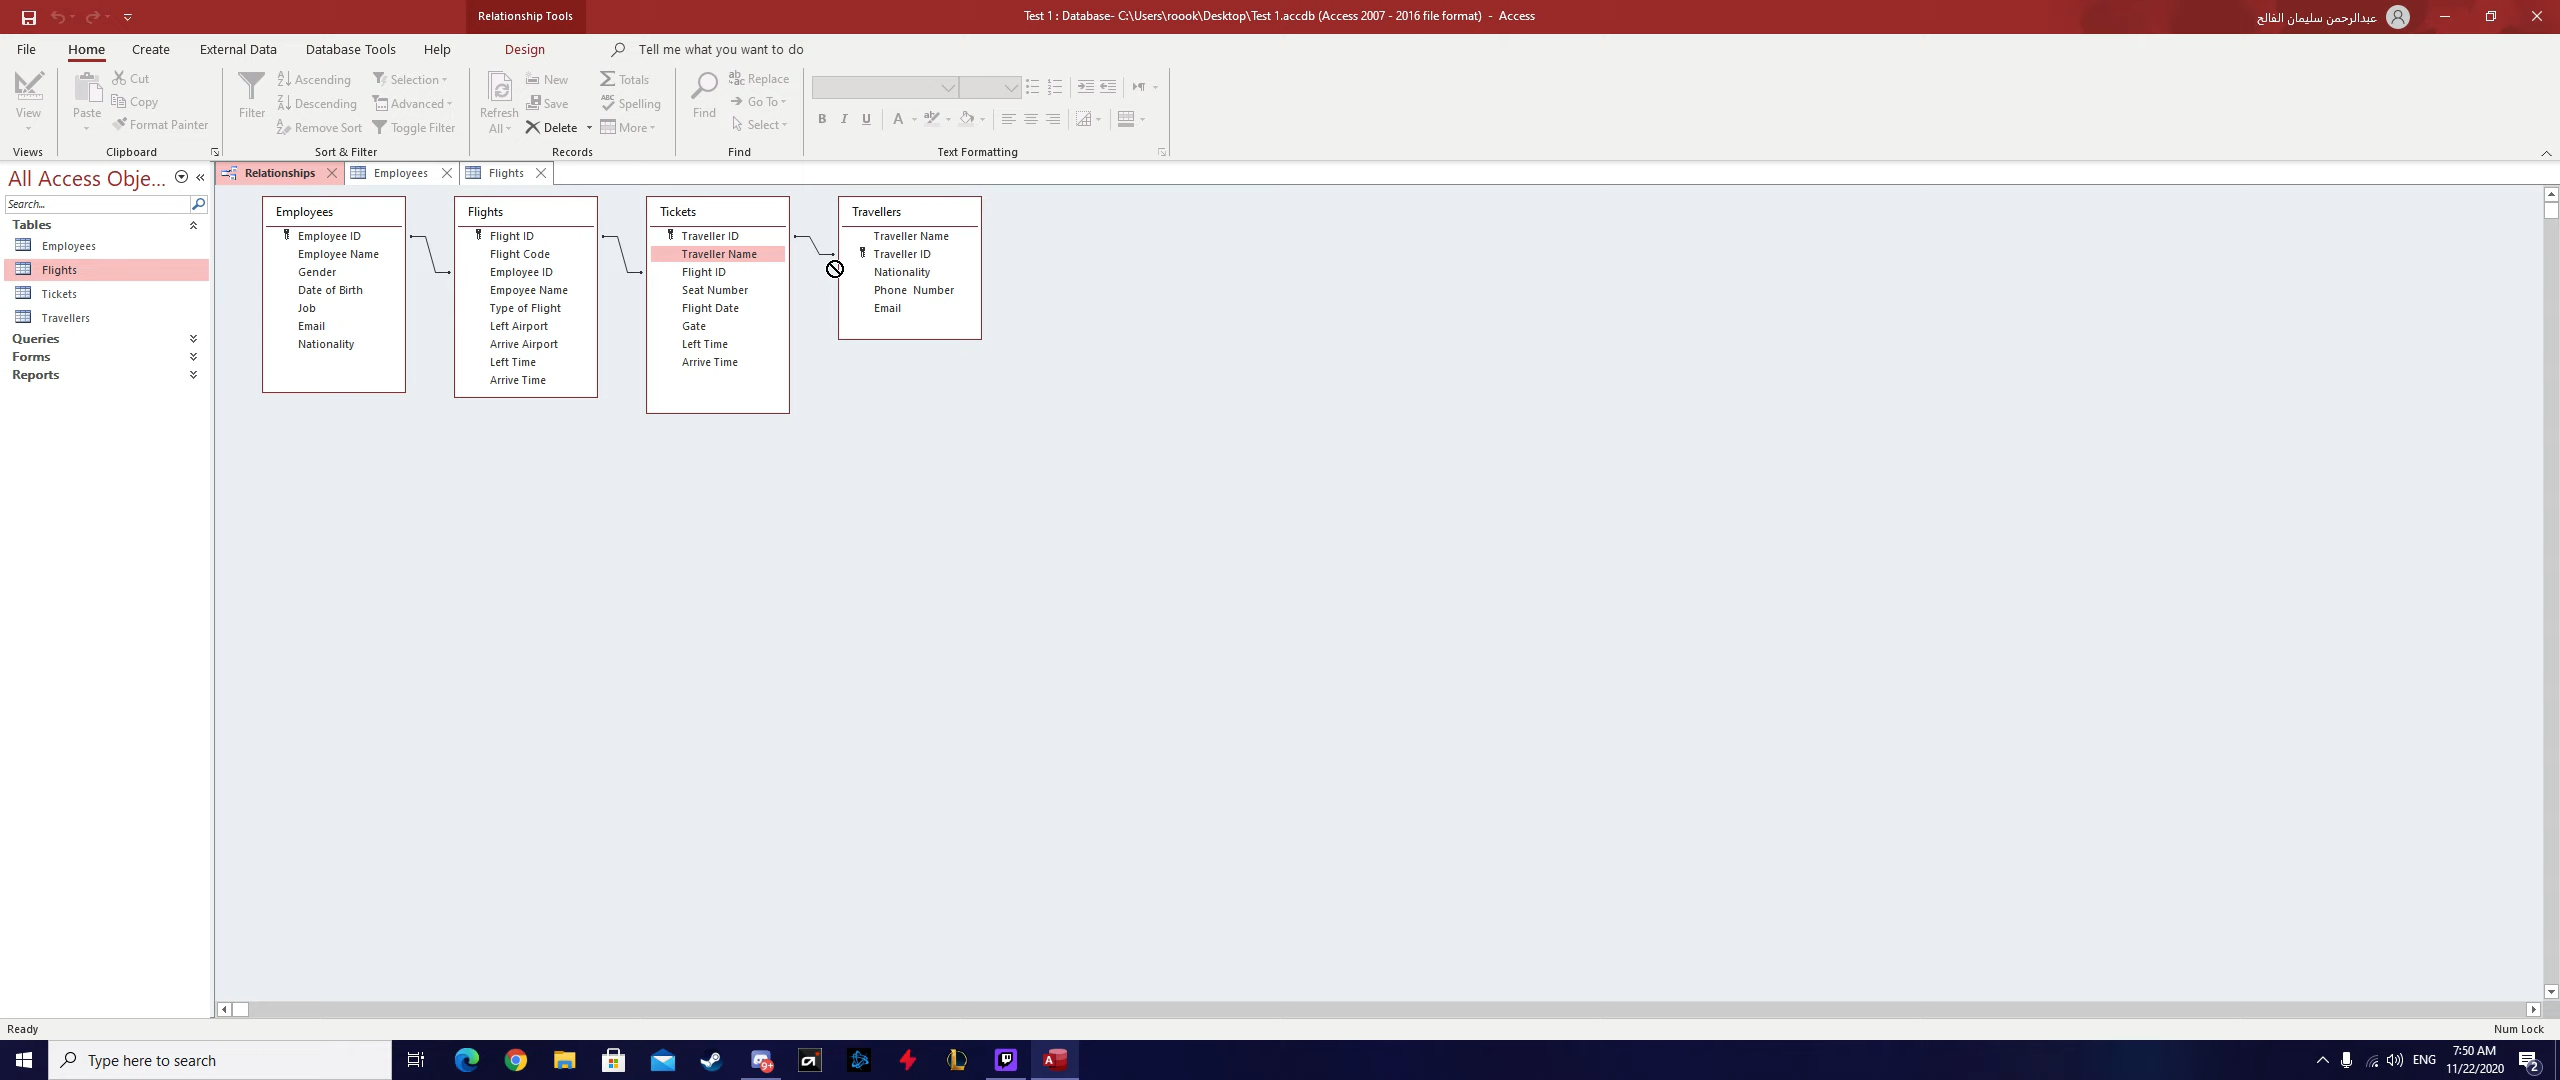 Relationship Tools
Test 1 : Database- C:\Users\roook\Desktop\Test 1.accdb (Access 2007 - 2016 file format) - Access
عبدالرحمن سليمان الفالح
File Home Create External Data Database Tools Help Design Tell me what you want to do
View
Views
Paste
Cut
Copy
Format Painter
Clipboard
Filter
Ascending
Descending
Remove Sort
Selection
Advanced
Toggle Filter
Sort & Filter
Refresh
All
New
Save
Delete
Totals
Spelling
More
Records
Find
Replace
Go To
Select
Find
B I U A
Text Formatting
All Access Obje...
Search...
Tables
Employees
Flights
Tickets
Travellers
Queries
Forms
Reports
Relationships
Employees
Flights
Employees
Employee ID
Employee Name
Gender
Date of Birth
Job
Email
Nationality
Flights
Flight ID
Flight Code
Employee ID
Empoyee Name
Type of Flight
Left Airport
Arrive Airport
Left Time
Arrive Time
Tickets
Traveller ID
Traveller Name
Flight ID
Seat Number
Flight Date
Gate
Left Time
Arrive Time
Travellers
Traveller Name
Traveller ID
Nationality
Phone  Number
Email
Ready
Num Lock
Type here to search
9+
A
ENG
7:50 AM
11/22/2020
2